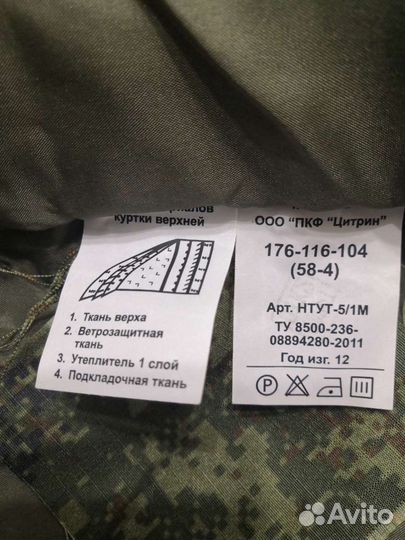 куртки верхней
1. Ткань верха
2. Ветрозащитная
ткань
3. Утеплитель 1 слой
4. Подкладочная ткань
ООО "ПКФ "Цитрин"
176-116-104
(58-4)
Арт. НТУТ-5/1М
ТУ 8500-236-
08894280-2011
Год изг. 12
P
Avito